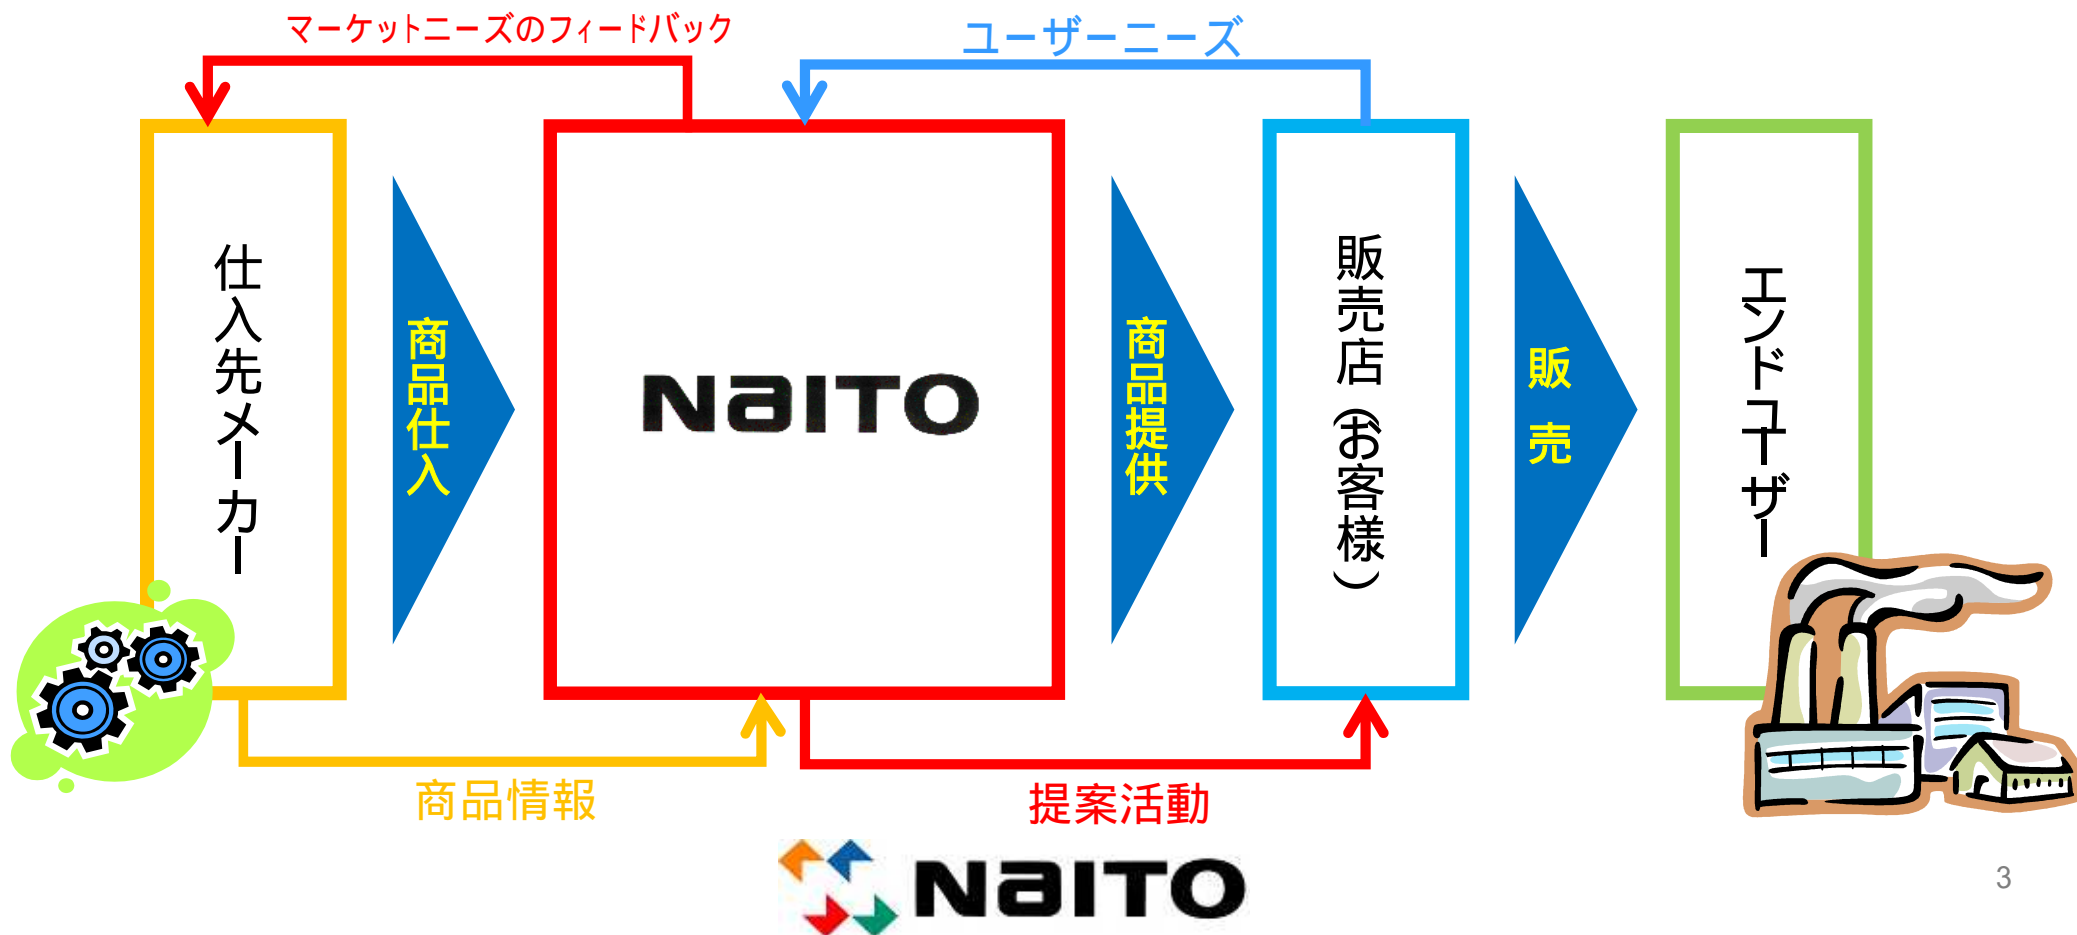 マーケットニーズのフィードバック
ユーザーニーズ
仕入先メーカー
商品仕入
NaITO
商品提供
販売店(お客様)
販売
エンドユーザー
商品情報
提案活動
NaITO
3